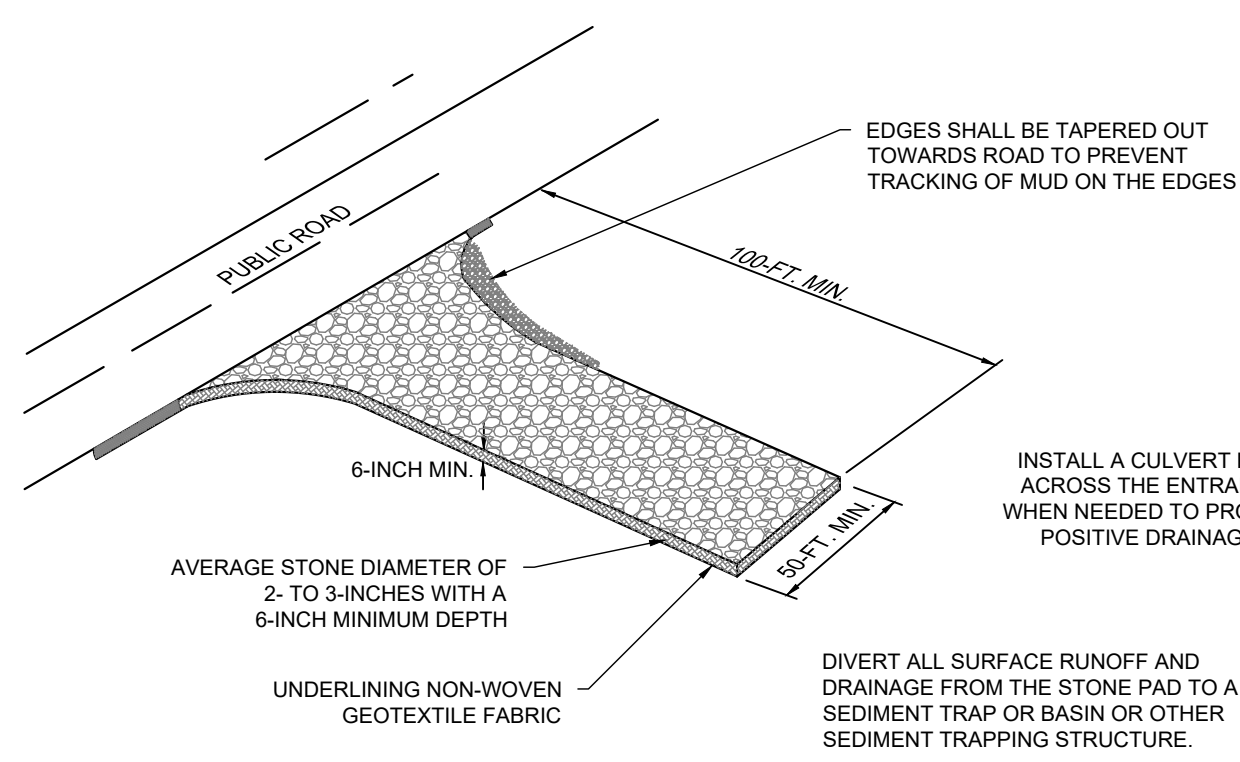 EDGES SHALL BE TAPERED OUT
TOWARDS ROAD TO PREVENT
TRACKING OF MUD ON THE EDGES
PUBLIC ROAD
100-FT. MIN.
6-INCH MIN.
INSTALL A CULVERT
ACROSS THE
WHEN NEEDED TO
POSITIVE
50-FT. MIN.
AVERAGE STONE DIAMETER OF
2- TO 3-INCHES WITH A
6-INCH MINIMUM DEPTH
UNDERLINING NON-WOVEN
GEOTEXTILE FABRIC
DIVERT ALL SURFACE RUNOFF AND
DRAINAGE FROM THE STONE PAD TO A
SEDIMENT TRAP OR BASIN OR OTHER
SEDIMENT TRAPPING STRUCTURE.